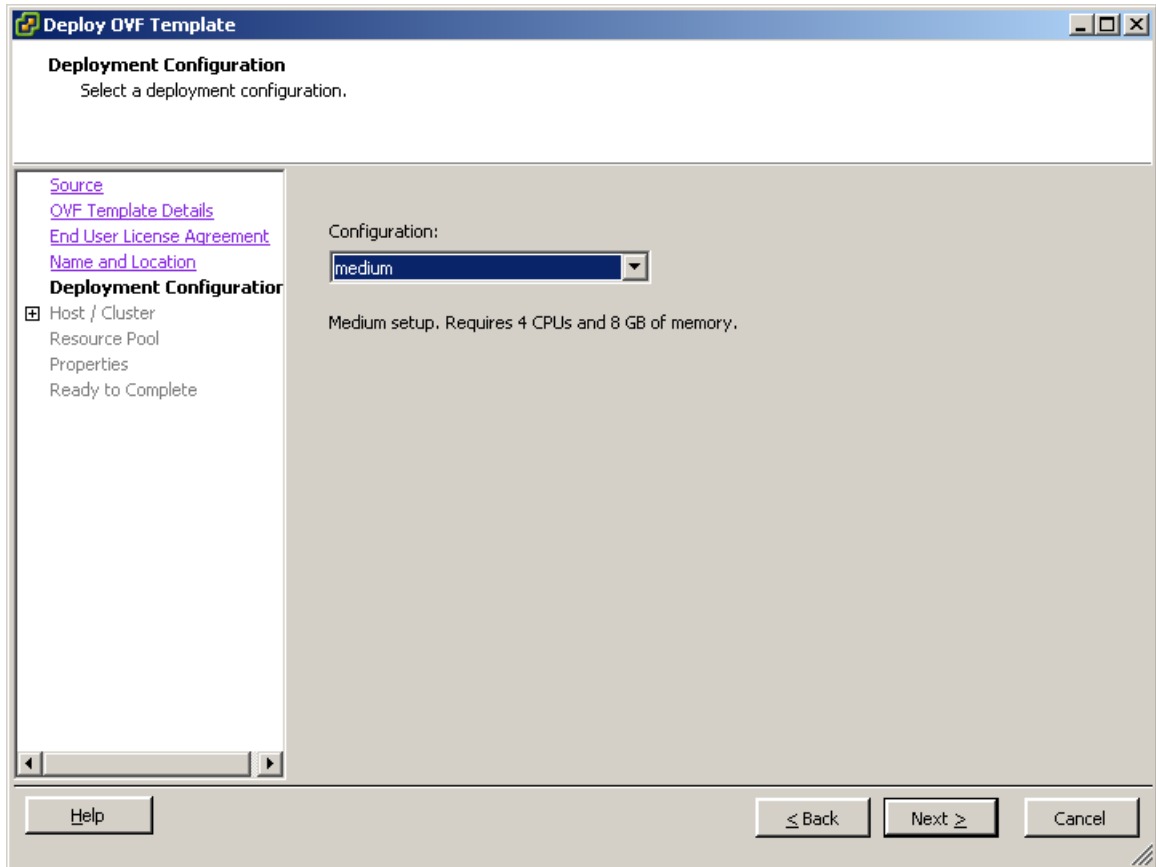 Deploy OVF Template
Deployment Configuration
Select a deployment configuration.
Source
OVF Template Details
End User License Agreement
Name and Location
Deployment Configuration
Host / Cluster
Resource Pool
Properties
Ready to Complete
Configuration:
medium
Medium setup. Requires 4 CPUs and 8 GB of memory.
Help
≤ Back
Next ≥
Cancel